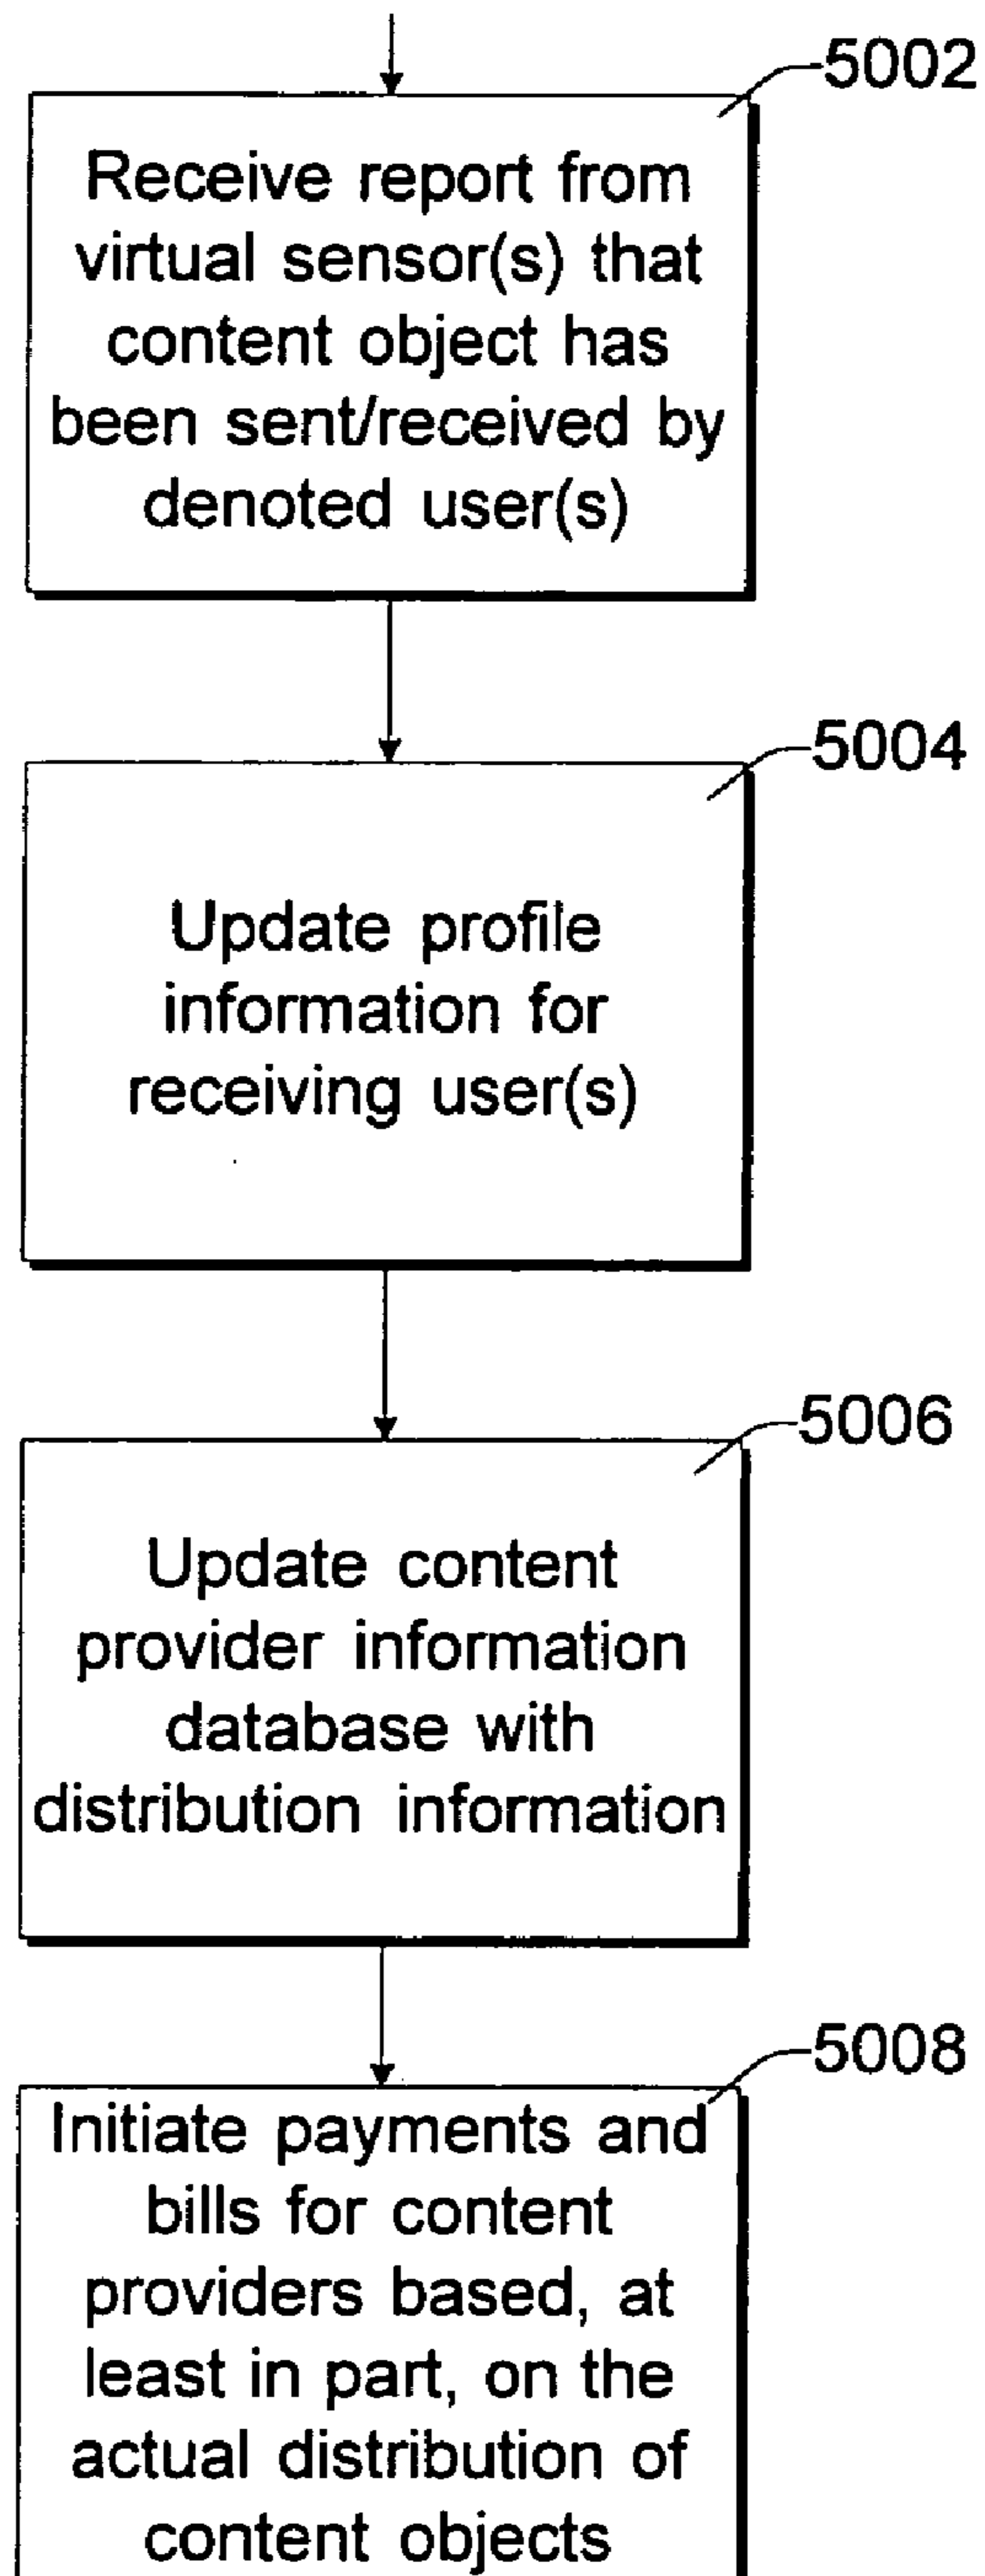 5002
Receive report from
virtual sensor(s) that
content object has
been sent/received by
denoted user(s)
5004
Update profile
information for
receiving user(s)
5006
Update content
provider information
database with
distribution information
5008
Initiate payments and
bills for content
providers based, at
least in part, on the
actual distribution of
content objects